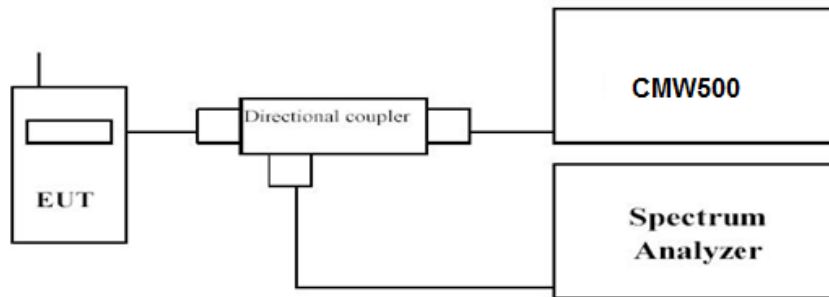 EUT
Directional coupler
CMW500
Spectrum
Analyzer